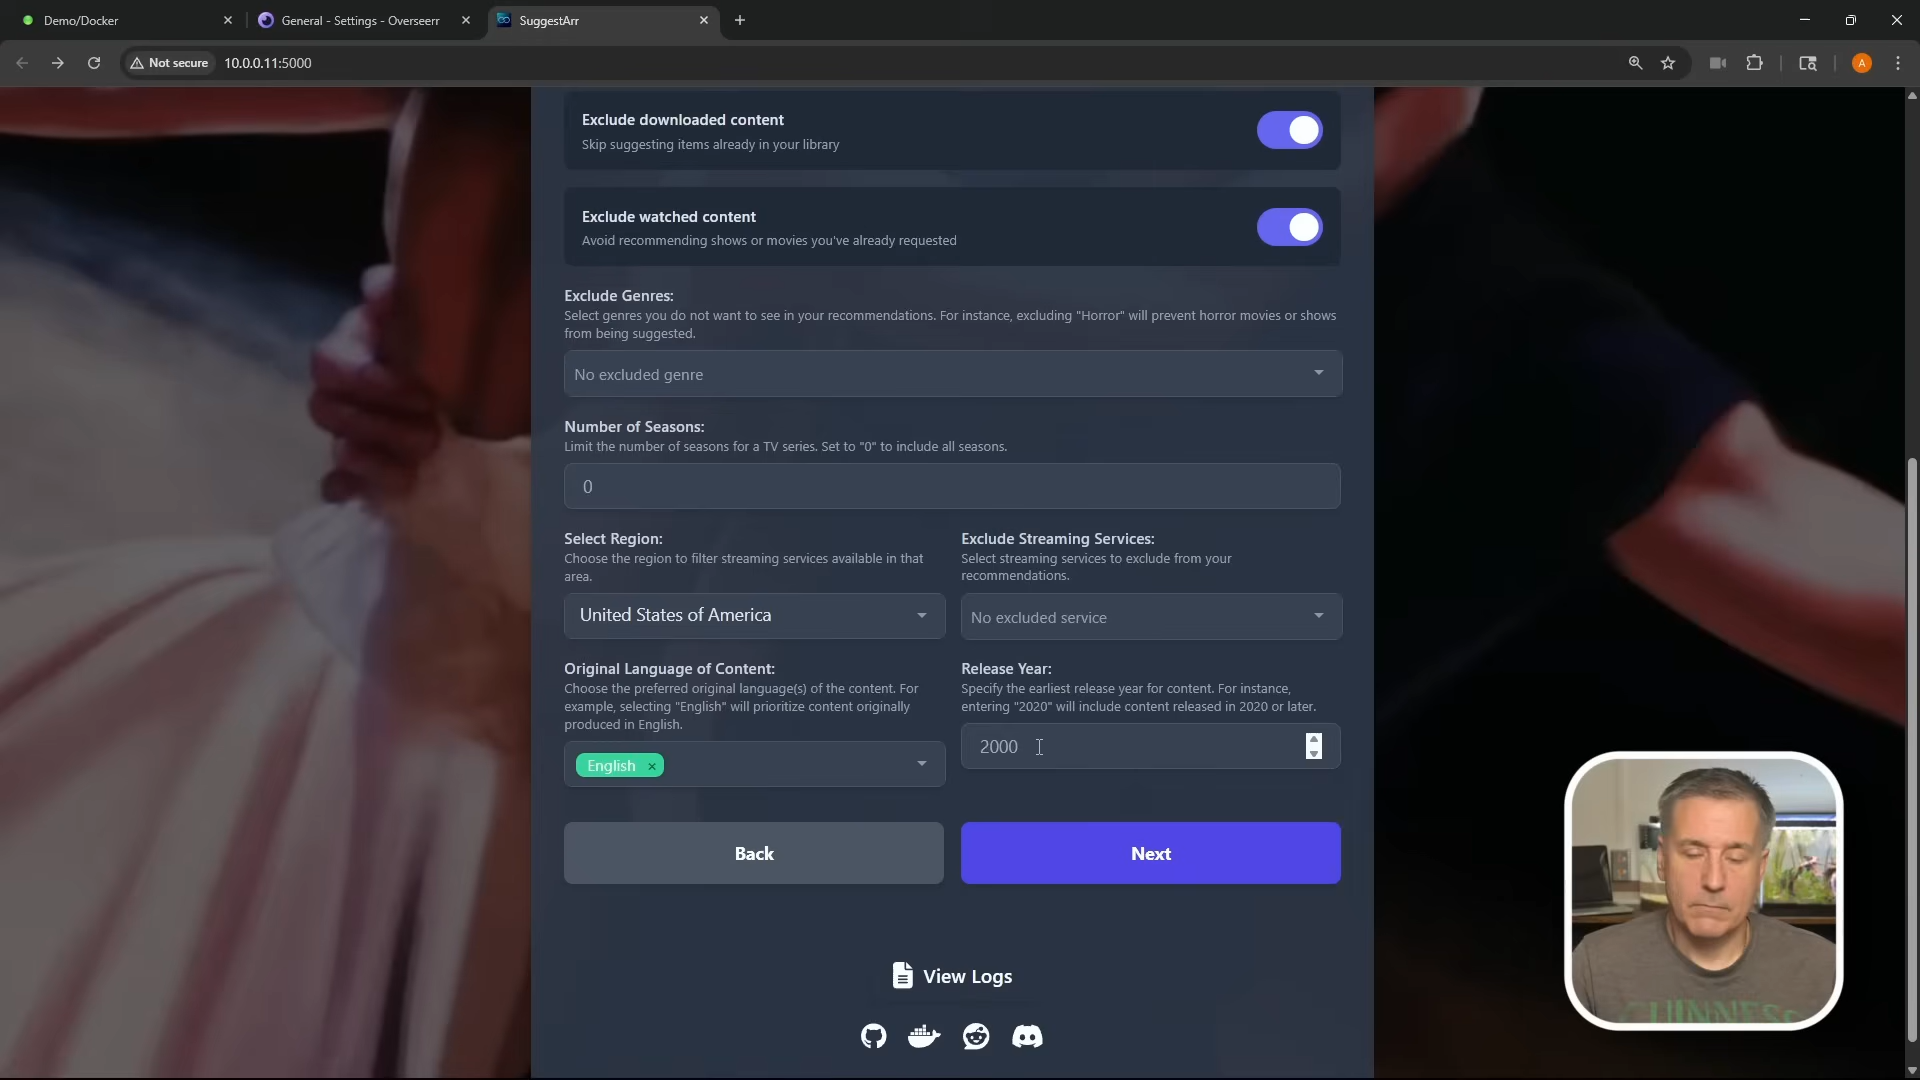 Demo/Docker
General - Settings - Overseerr
SuggestArr
Not secure
10.0.0.11:5000
A
Exclude downloaded content
Skip suggesting items already in your library
Exclude watched content
Avoid recommending shows or movies you've already requested
Exclude Genres:
Select genres you do not want to see in your recommendations. For instance, excluding "Horror" will prevent horror movies or shows
from being suggested.
No excluded genre
Number of Seasons:
Limit the number of seasons for a TV series. Set to "0" to include all seasons.
0
Select Region:
Choose the region to filter streaming services available in that
area.
United States of America
Exclude Streaming Services:
Select streaming services to exclude from your
recommendations.
No excluded service
Original Language of Content:
Choose the preferred original language(s) of the content. For
example, selecting "English" will prioritize content originally
produced in English.
English ×
Release Year:
Specify the earliest release year for content. For instance,
entering "2020" will include content released in 2020 or later.
2000
Back
Next
View Logs
GUINNESS